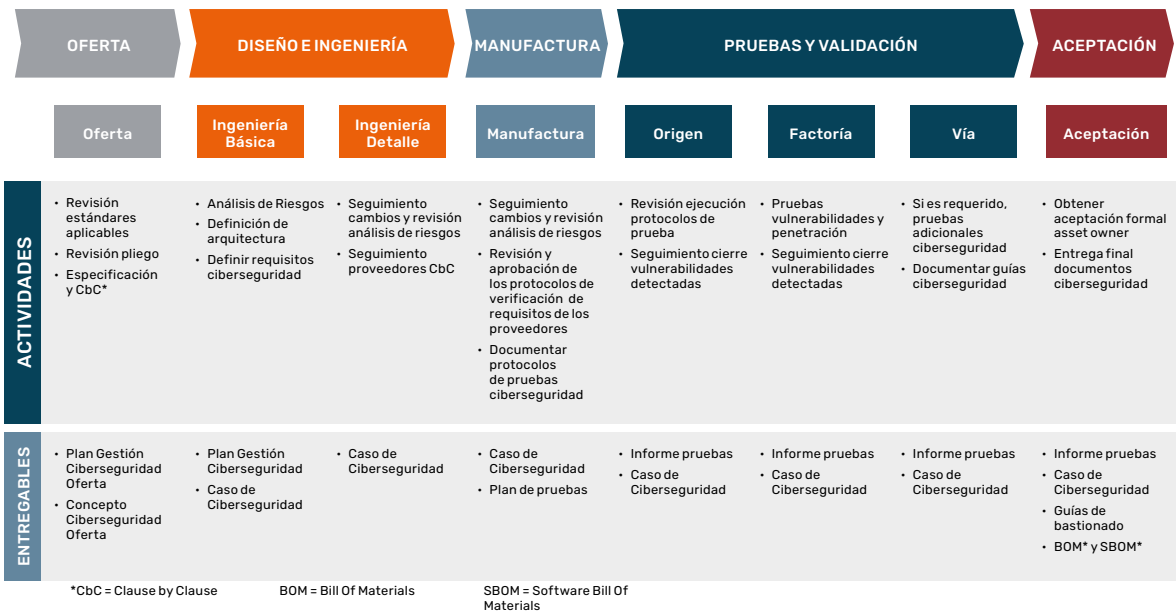 OFERTA
DISEÑO E INGENIERÍA
MANUFACTURA
PRUEBAS Y VALIDACIÓN
ACEPTACIÓN
Oferta
Ingeniería
Básica
Ingeniería
Detalle
Manufactura
Origen
Factoría
Vía
Aceptación
ACTIVIDADES
• Revisión
estándares
aplicables
• Revisión pliego
• Especificación
y CbC*
• Análisis de Riesgos
• Definición de
arquitectura
• Definir requisitos
ciberseguridad
• Seguimiento
cambios y revisión
análisis de riesgos
• Seguimiento
proveedores CbC
• Seguimiento
cambios y revisión
análisis de riesgos
• Revisión y
aprobación de
los protocolos de
verificación de
requisitos de los
proveedores
• Documentar
protocolos
de pruebas
ciberseguridad
• Revisión ejecución
protocolos de
prueba
• Seguimiento cierre
vulnerabilidades
detectadas
• Pruebas
vulnerabilidades y
penetración
• Seguimiento cierre
vulnerabilidades
detectadas
• Si es requerido,
pruebas
adicionales
ciberseguridad
• Documentar guías
ciberseguridad
• Obtener
aceptación formal
asset owner
• Entrega final
documentos
ciberseguridad
ENTREGABLES
• Plan Gestión
Ciberseguridad
Oferta
• Concepto
Ciberseguridad
Oferta
• Plan Gestión
Ciberseguridad
• Caso de
Ciberseguridad
• Caso de
Ciberseguridad
• Caso de
Ciberseguridad
• Plan de pruebas
• Informe pruebas
• Caso de
Ciberseguridad
• Informe pruebas
• Caso de
Ciberseguridad
• Informe pruebas
• Caso de
Ciberseguridad
• Informe pruebas
• Caso de
Ciberseguridad
• Guías de
bastionado
• BOM* y SBOM*
*CbC = Clause by Clause
BOM = Bill Of Materials
SBOM = Software Bill Of
Materials